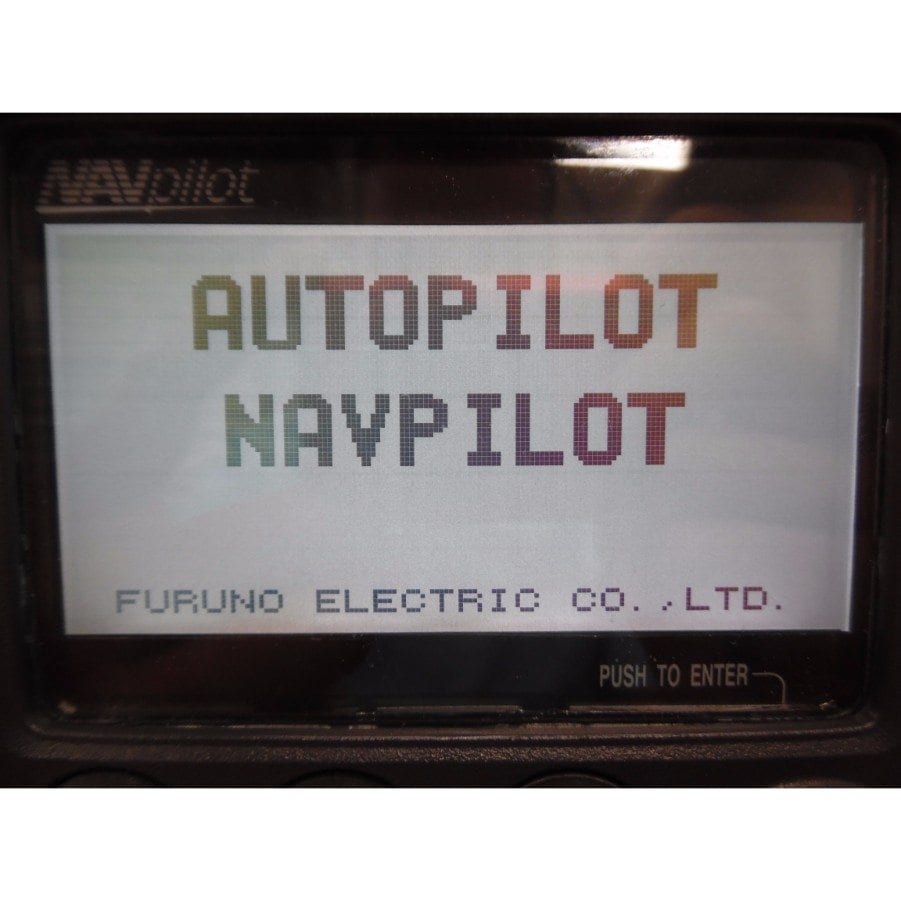 NAVpilot
AUTOPILOT
NAVPILOT
FURUNO ELECTRIC CO.,LTD.
PUSH TO ENTER